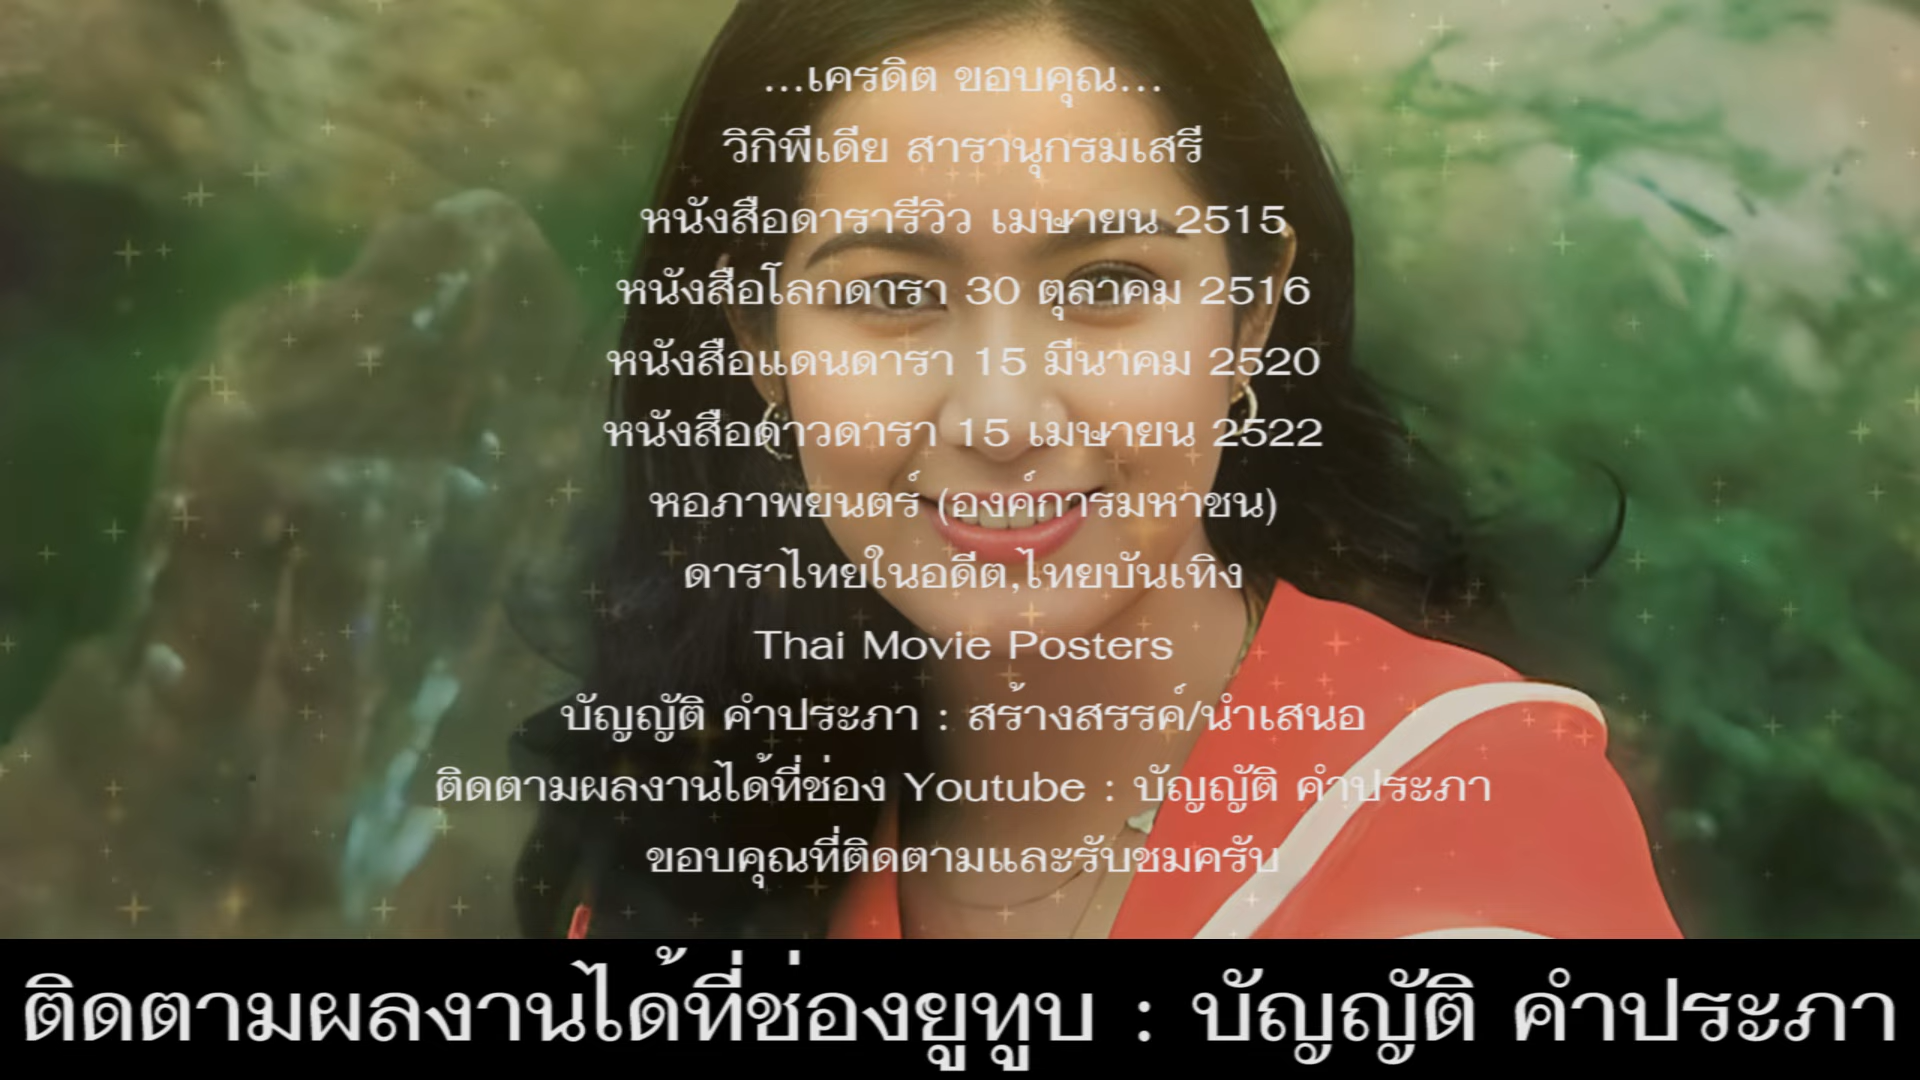 ...เครดิต ขอบคุณ...
วิกิพีเดีย สารานุกรมเสรี
หนังสือดารารีวิว เมษายน 2515
หนังสือโลกดารา 30 ตุลาคม 2516
หนังสือแดนดารา 15 มีนาคม 2520
หนังสือดาวดารา 15 เมษายน 2522
หอภาพยนตร์ (องค์การมหาชน)
ดาราไทยในอดีต,ไทยบันเทิง
Thai Movie Posters
บัญญัติ คำประภา : สร้างสรรค์/นำเสนอ
ติดตามผลงานได้ที่ช่อง Youtube : บัญญัติ คำประภา
ขอบคุณที่ติดตามและรับชมครับ
ติดตามผลงานได้ที่ช่องยูทูบ : บัญญัติ คำประภา